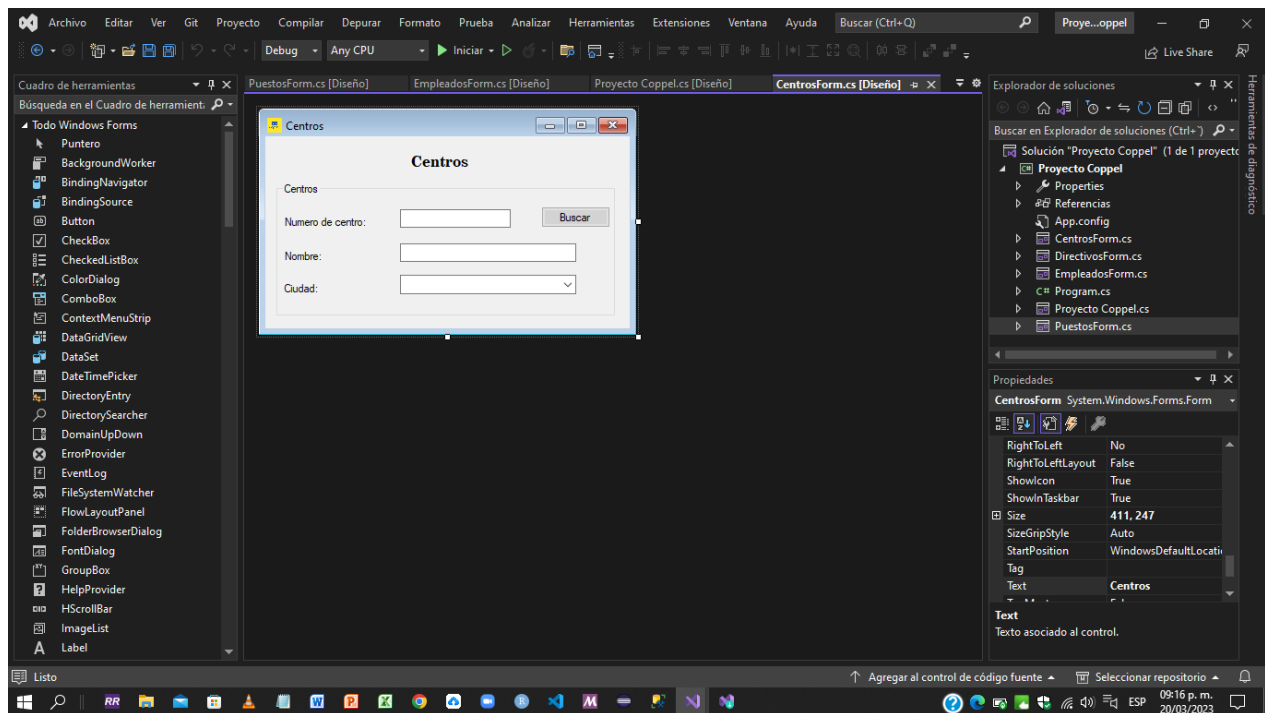 Archivo Editar Ver Git Proyecto Compilar Depurar Formato Prueba Analizar Herramientas Extensiones Ventana Ayuda Buscar (Ctrl+Q) Proye...oppel
Debug Any CPU Iniciar Live Share
Cuadro de herramientas
Búsqueda en el Cuadro de herramient
Todo Windows Forms
Puntero
BackgroundWorker
BindingNavigator
BindingSource
Button
CheckBox
CheckedListBox
ColorDialog
ComboBox
ContextMenuStrip
DataGridView
DataSet
DateTimePicker
DirectoryEntry
DirectorySearcher
DomainUpDown
ErrorProvider
EventLog
FileSystemWatcher
FlowLayoutPanel
FolderBrowserDialog
FontDialog
GroupBox
HelpProvider
HScrollBar
ImageList
Label
PuestosForm.cs [Diseño] EmpleadosForm.cs [Diseño] Proyecto Coppel.cs [Diseño] CentrosForm.cs [Diseño]
Centros
Centros
Centros
Numero de centro: Buscar
Nombre:
Ciudad:
Explorador de soluciones
Buscar en Explorador de soluciones (Ctrl+¨)
Solución "Proyecto Coppel" (1 de 1 proyecto
Proyecto Coppel
Properties
Referencias
App.config
CentrosForm.cs
DirectivosForm.cs
EmpleadosForm.cs
Program.cs
Proyecto Coppel.cs
PuestosForm.cs
Propiedades
CentrosForm System.Windows.Forms.Form
RightToLeft No
RightToLeftLayout False
ShowIcon True
ShowInTaskbar True
Size 411, 247
SizeGripStyle Auto
StartPosition WindowsDefaultLocati
Tag
Text Centros
Text
Texto asociado al control.
Herramientas de diagnóstico
Listo Agregar al control de código fuente Seleccionar repositorio
RR ESP 09:16 p. m.
20/03/2023